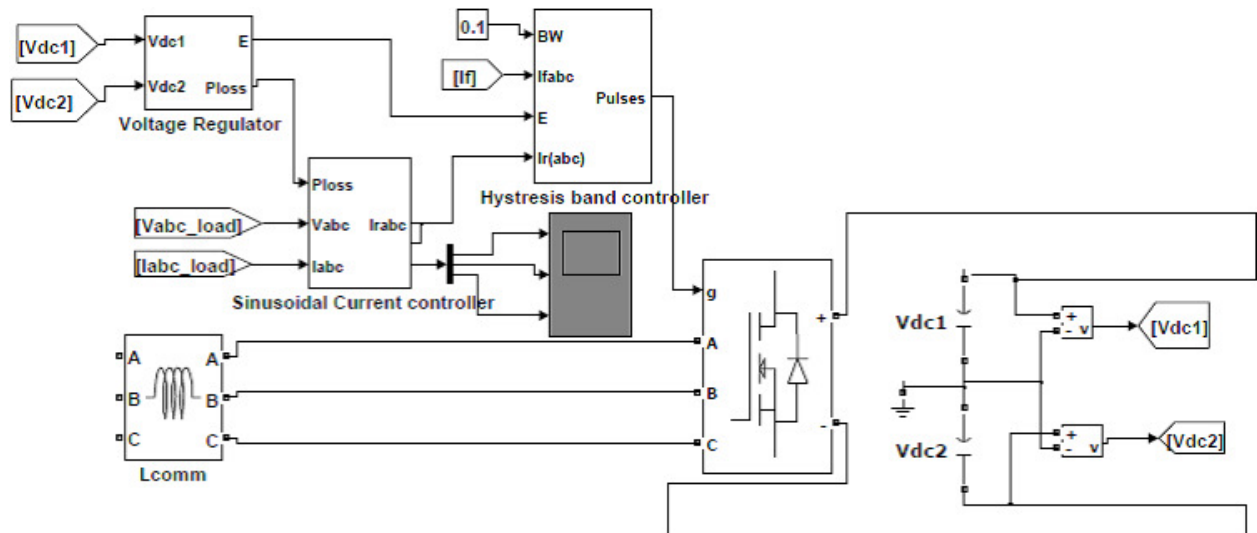 [Vdc1]
[Vdc2]
Vdc1
Vdc2
E
Ploss
Voltage Regulator
0.1
[If]
BW
Ifabc
E
Ir(abc)
Pulses
Hystresis band controller
[Vabc_load]
[Iabc_load]
Ploss
Vabc
Iabc
Irabc
Sinusoidal Current controller
A
B
C
A
B
C
Lcomm
g
A
B
C
+
-
Vdc1
Vdc2
+
-
v
[Vdc1]
+
-
v
[Vdc2]